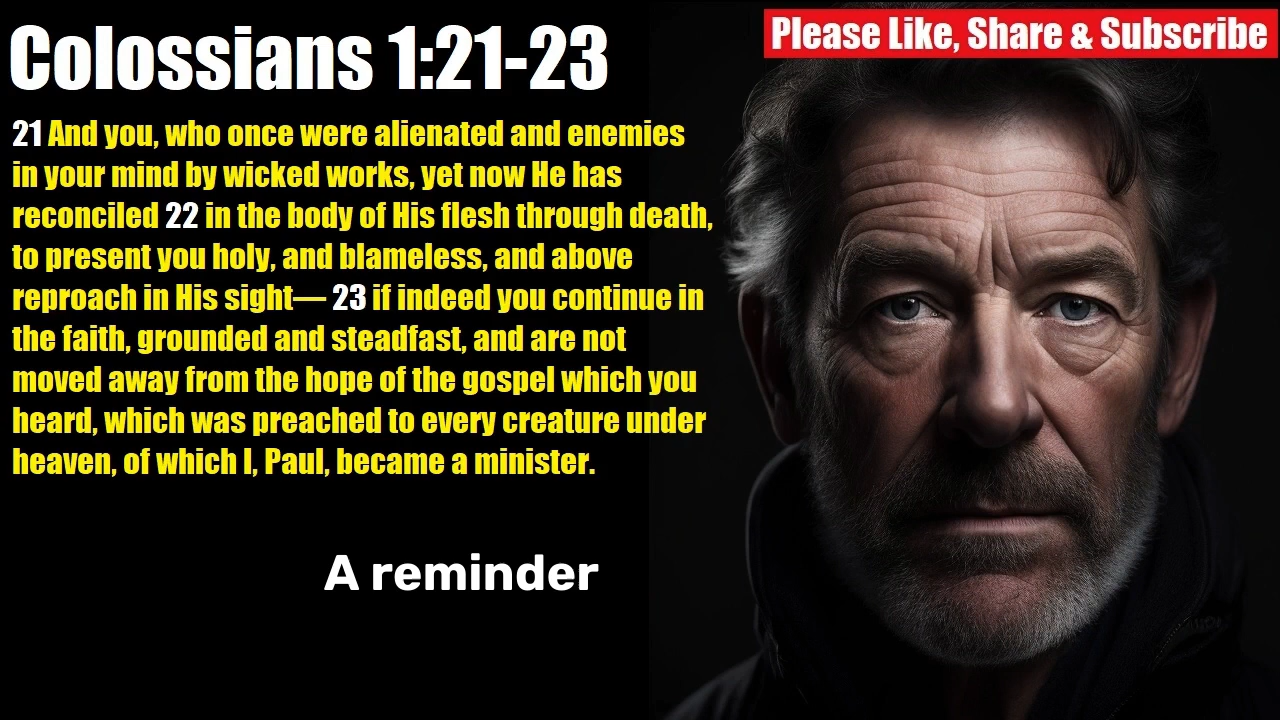 Colossians 1:21-23
Please Like, Share & Subscribe
21 And you, who once were alienated and enemies
in your mind by wicked works, yet now He has
reconciled 22 in the body of His flesh through death,
to present you holy, and blameless, and above
reproach in His sight— 23 if indeed you continue in
the faith, grounded and steadfast, and are not
moved away from the hope of the gospel which you
heard, which was preached to every creature under
heaven, of which I, Paul, became a minister.
A reminder